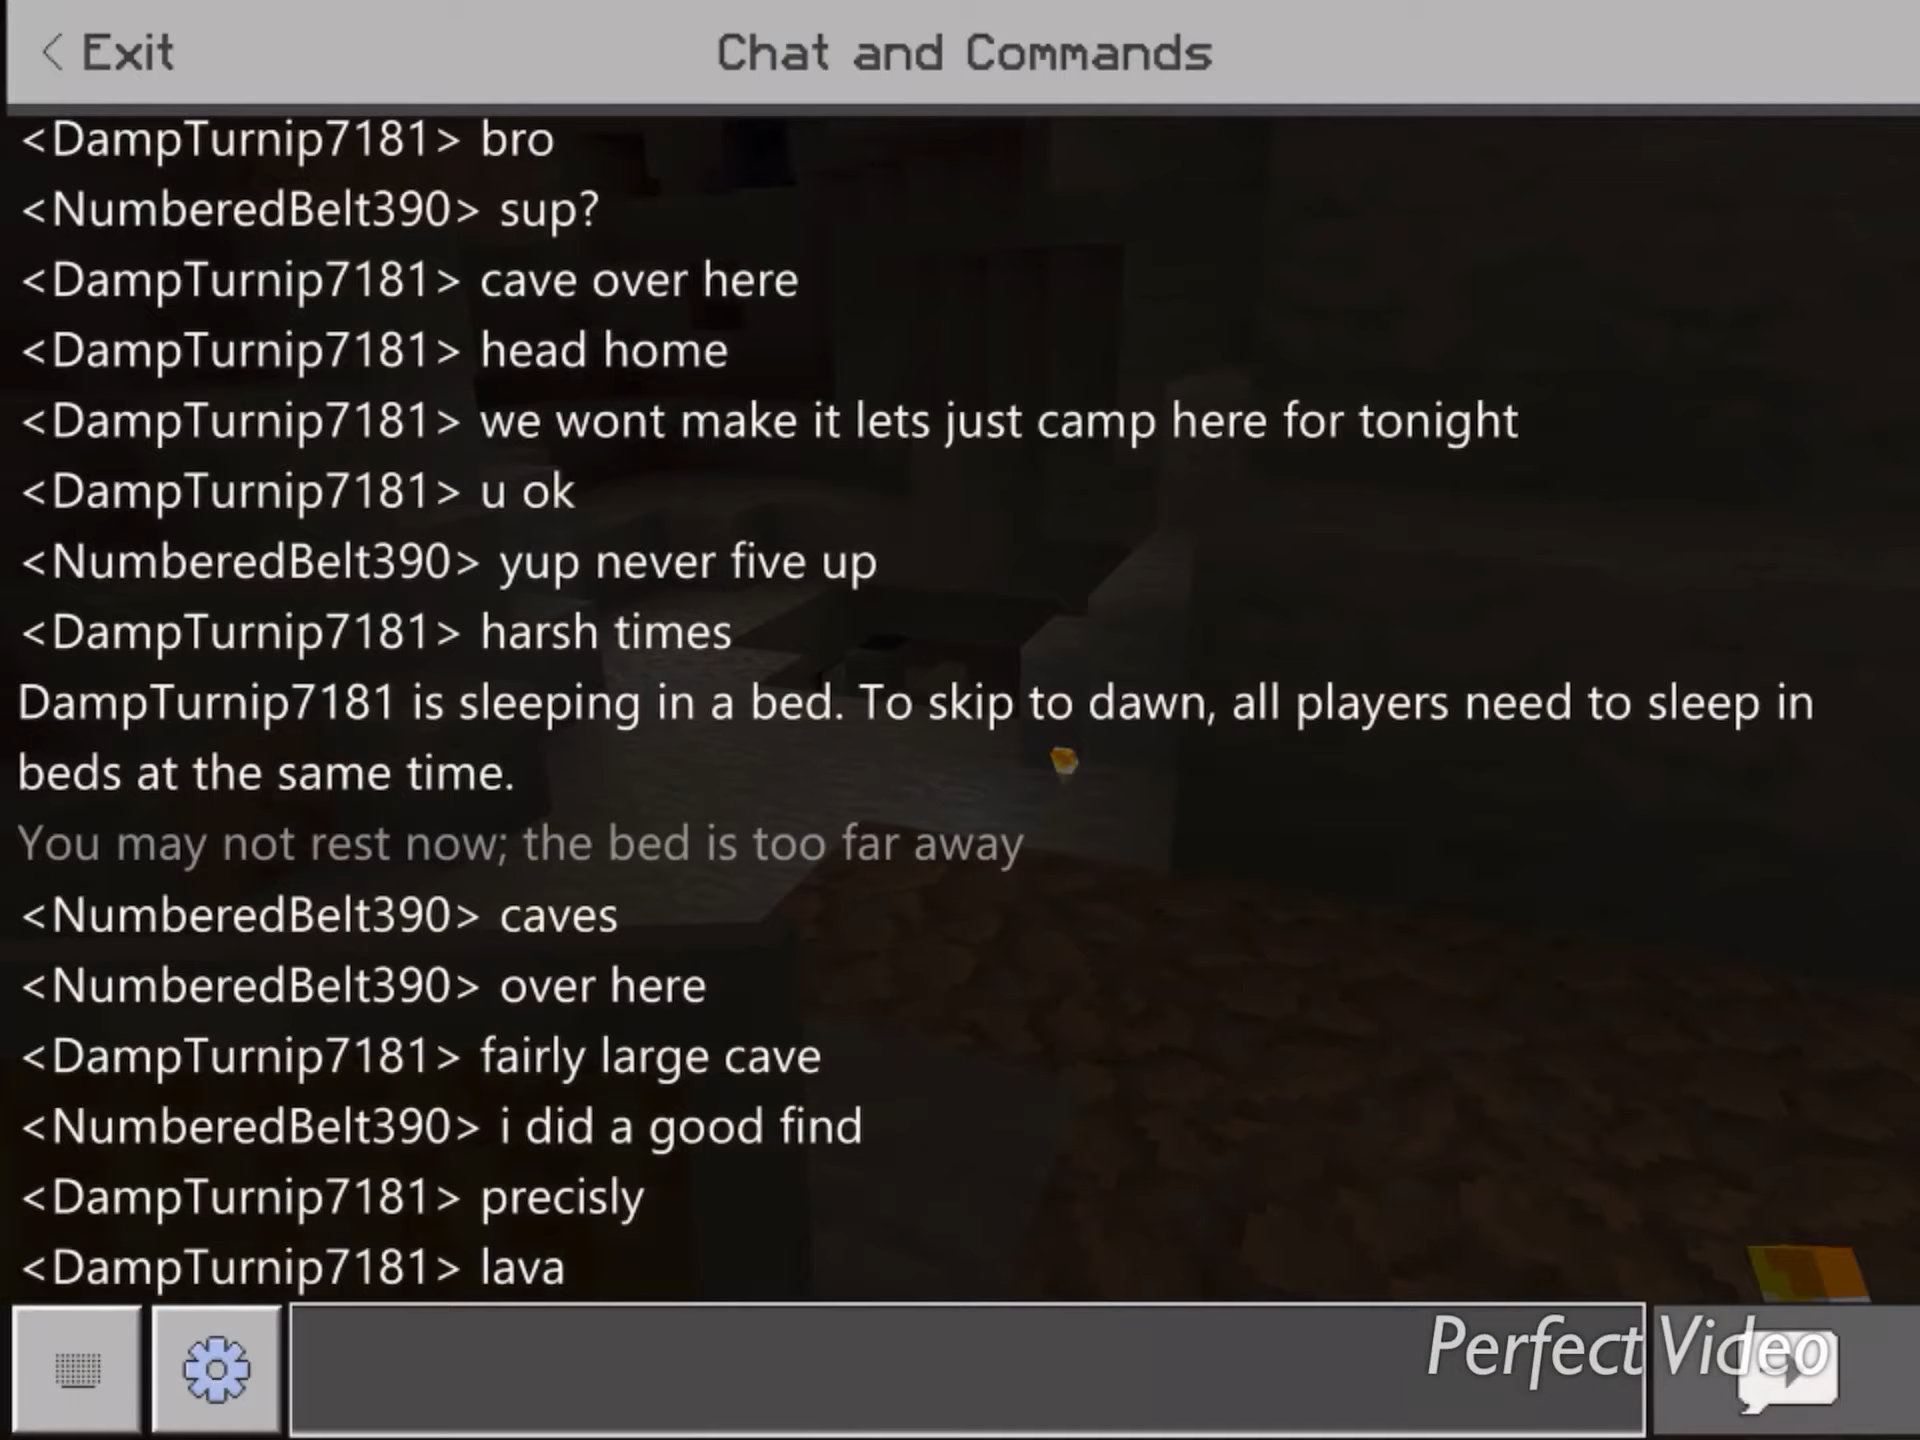 < Exit
Chat and Commands
<DampTurnip7181> bro
<NumberedBelt390> sup?
<DampTurnip7181> cave over here
<DampTurnip7181> head home
<DampTurnip7181> we wont make it lets just camp here for tonight
<DampTurnip7181> u ok
<NumberedBelt390> yup never five up
<DampTurnip7181> harsh times
DampTurnip7181 is sleeping in a bed. To skip to dawn, all players need to sleep in
beds at the same time.
You may not rest now; the bed is too far away
<NumberedBelt390> caves
<NumberedBelt390> over here
<DampTurnip7181> fairly large cave
<NumberedBelt390> i did a good find
<DampTurnip7181> precisly
<DampTurnip7181> lava
Perfect Video